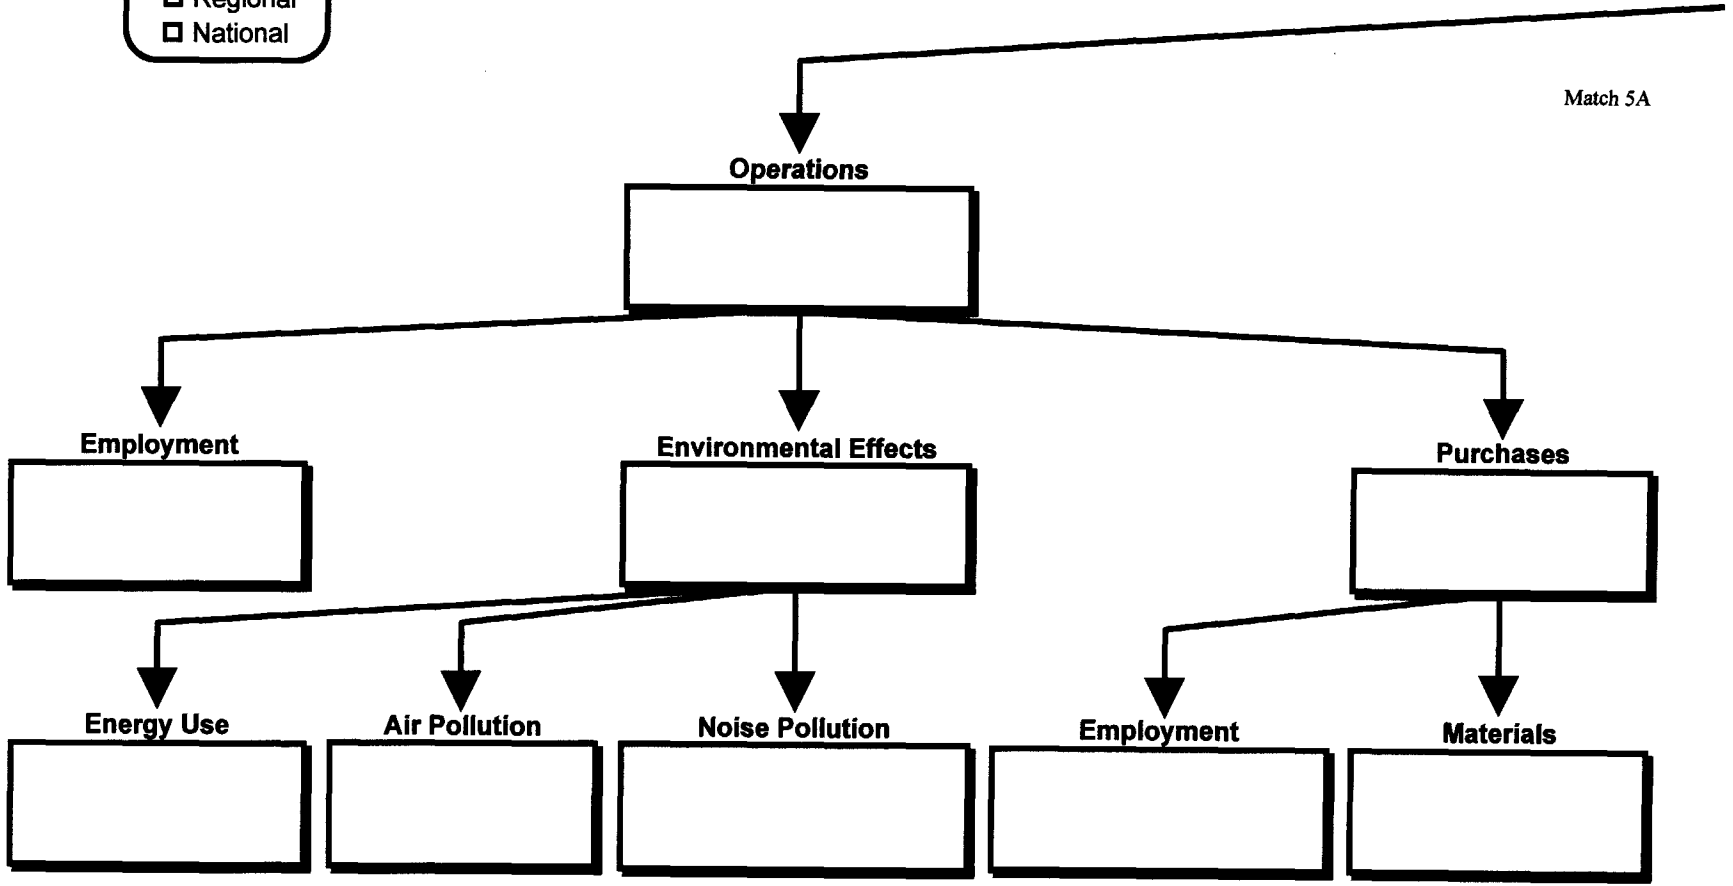 Regional
National
Match 5A
Operations
Employment
Environmental Effects
Purchases
Energy Use
Air Pollution
Noise Pollution
Employment
Materials